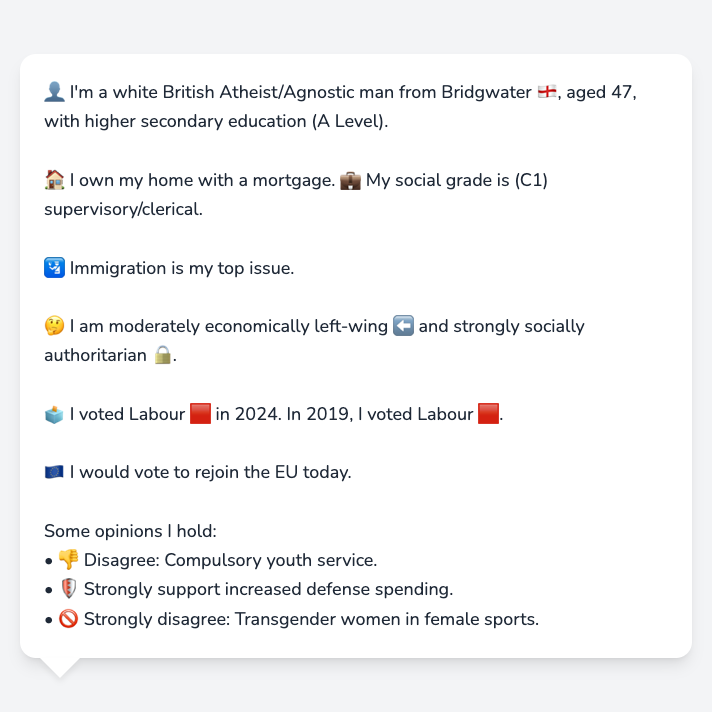 👤 I'm a white British Atheist/Agnostic man from Bridgwater 🏴󠁧󠁢󠁥󠁮󠁧󠁿, aged 47,
with higher secondary education (A Level).
🏠 I own my home with a mortgage. 💼 My social grade is (C1)
supervisory/clerical.
🛂 Immigration is my top issue.
🤔 I am moderately economically left-wing ⬅️ and strongly socially
authoritarian 🔒.
🗳️ I voted Labour 🟥 in 2024. In 2019, I voted Labour 🟥.
🇪🇺 I would vote to rejoin the EU today.
Some opinions I hold:
• 👎 Disagree: Compulsory youth service.
• 🛡️ Strongly support increased defense spending.
• 🚫 Strongly disagree: Transgender women in female sports.